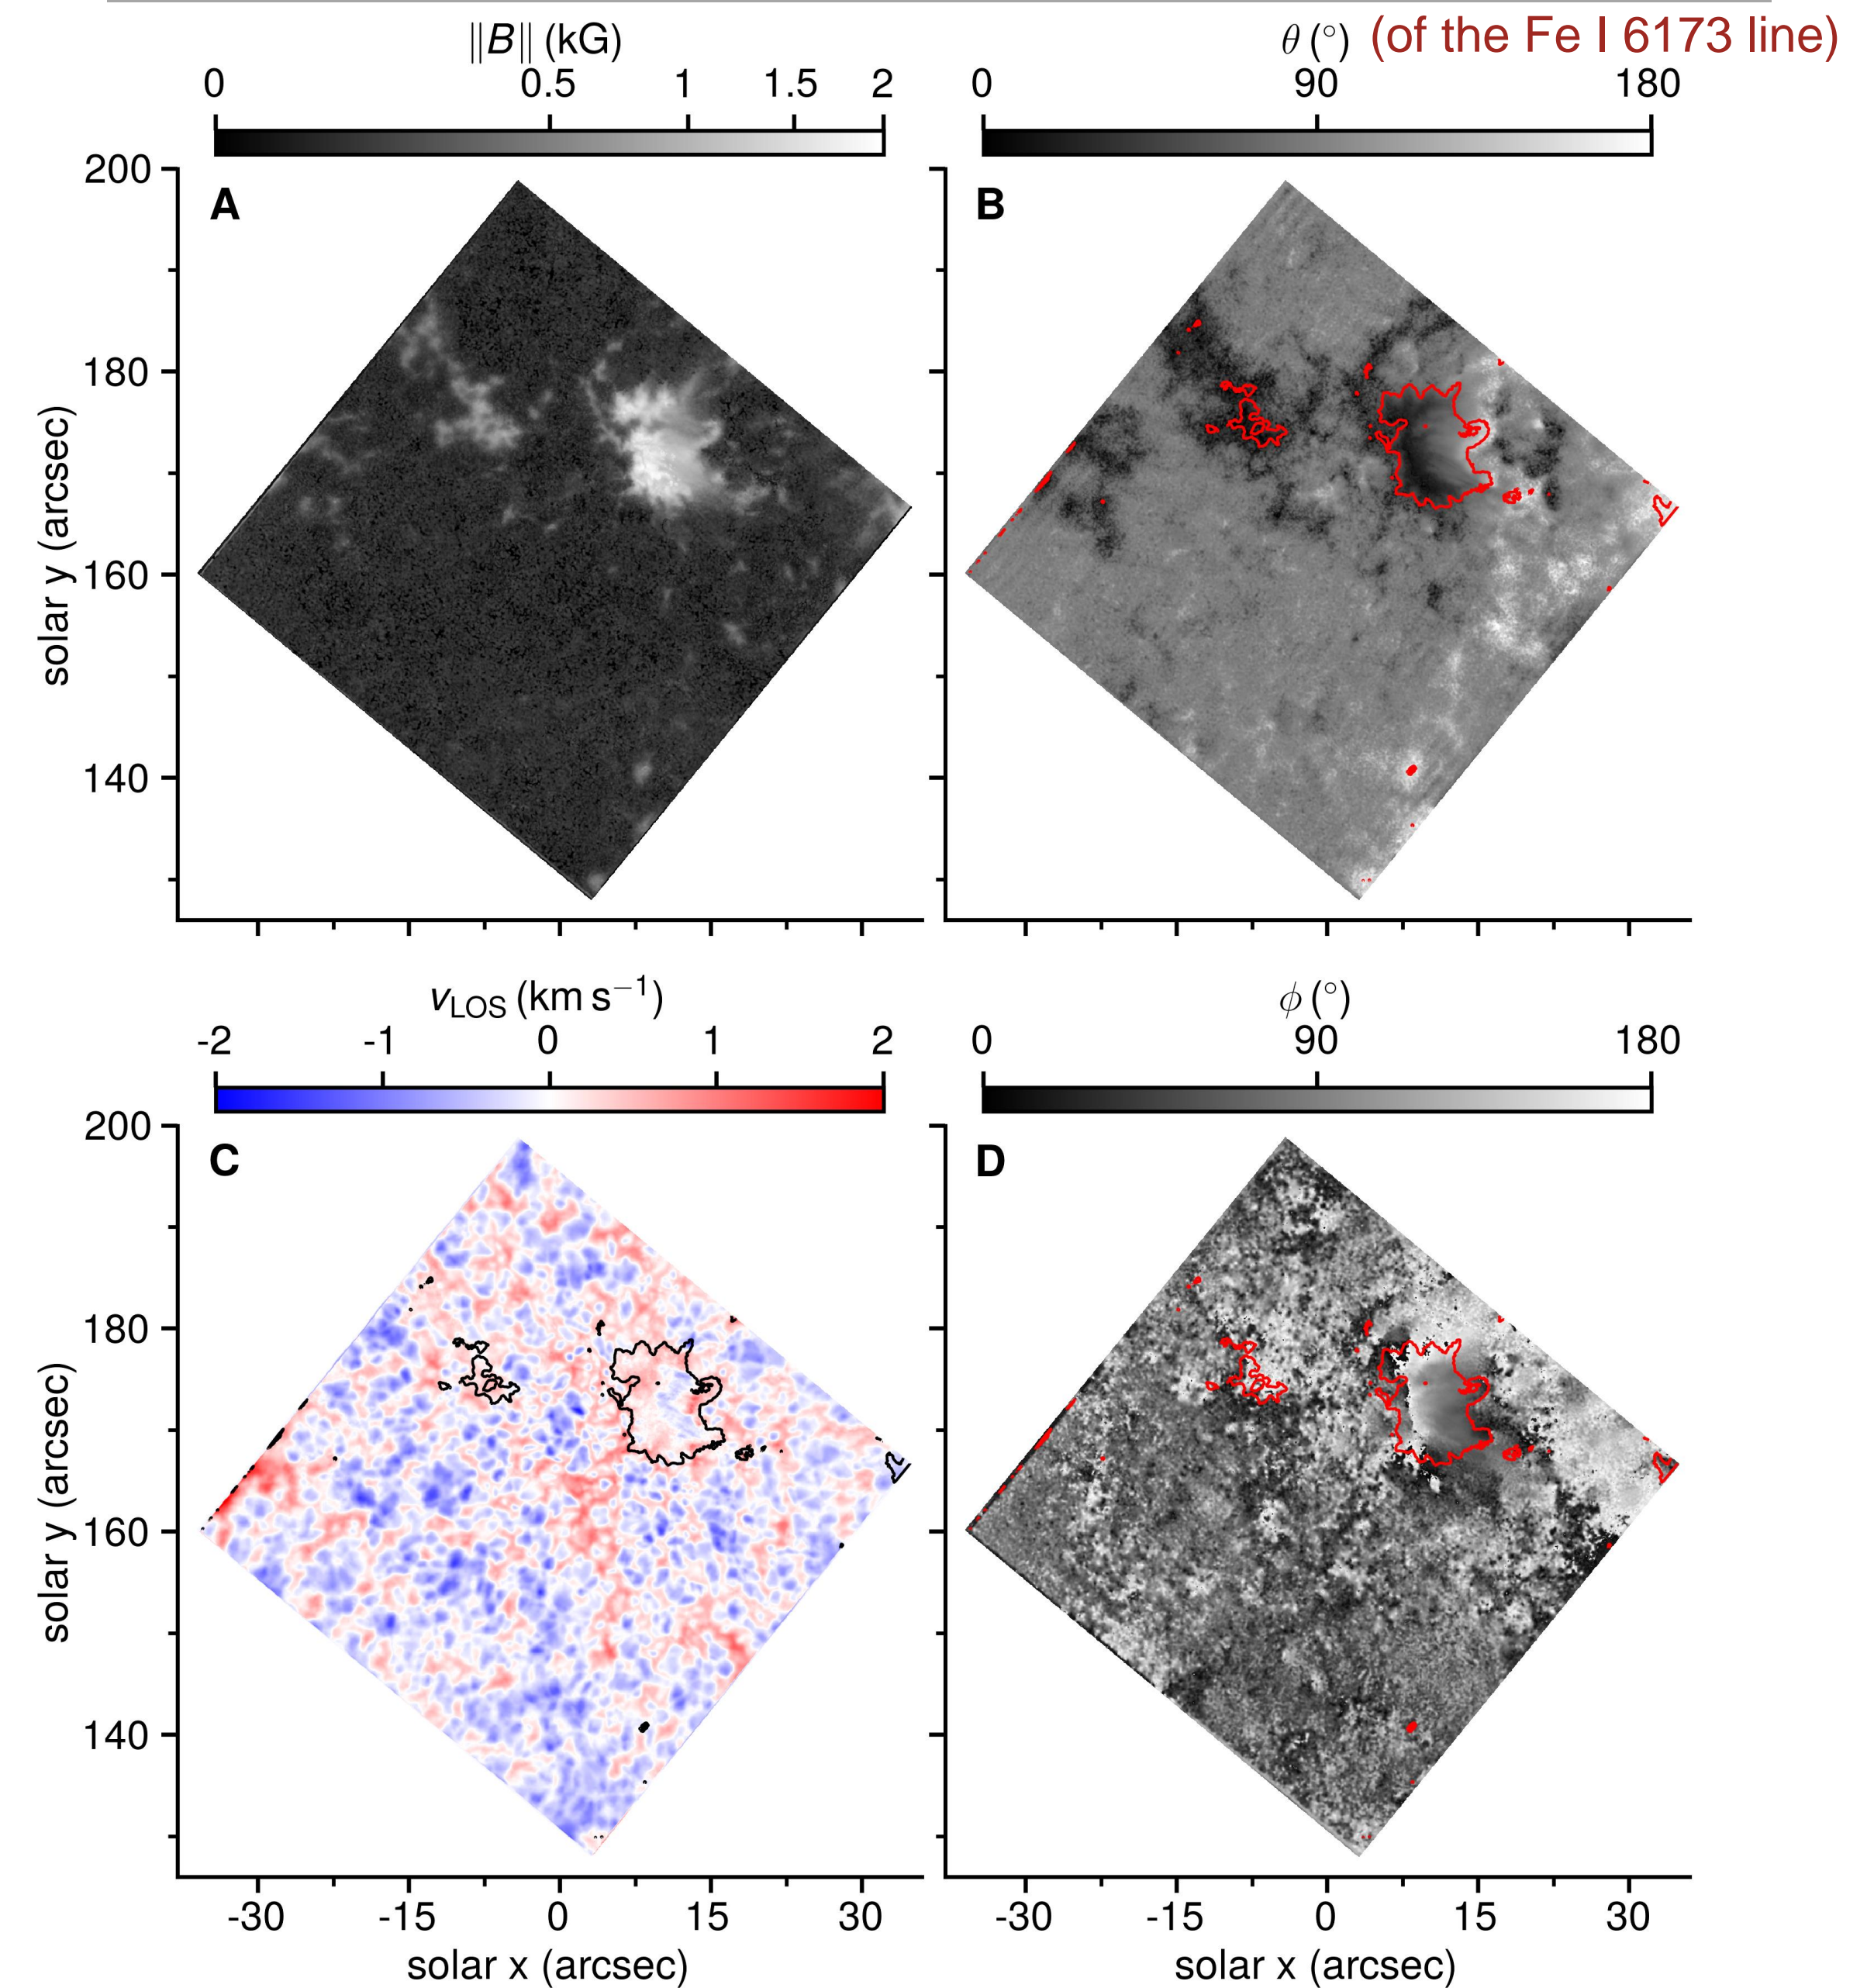 ‖B‖ (kG)
0 0.5 1 1.5 2
θ (°) (of the Fe I 6173 line)
0 90 180
A
B
200
180
160
140
solar y (arcsec)
v_LOS (km s⁻¹)
-2 -1 0 1 2
ϕ (°)
0 90 180
C
D
200
180
160
140
solar y (arcsec)
-30 -15 0 15 30
solar x (arcsec)
-30 -15 0 15 30
solar x (arcsec)